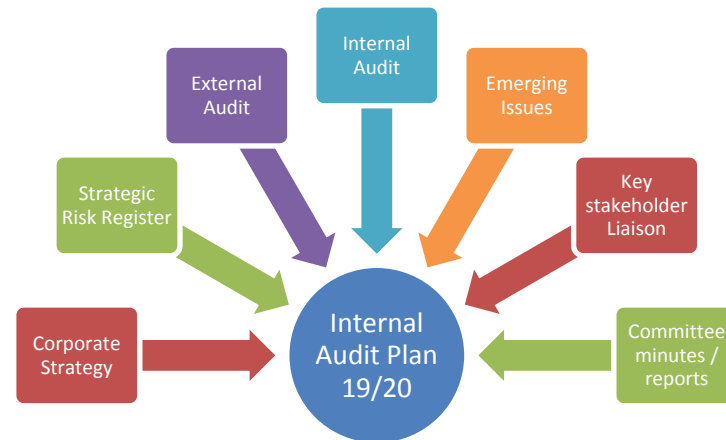 Internal
Audit
External
Audit
Emerging
Issues
Strategic
Risk Register
Key
stakeholder
Liaison
Corporate
Strategy
Internal
Audit Plan
19/20
Committee
minutes /
reports